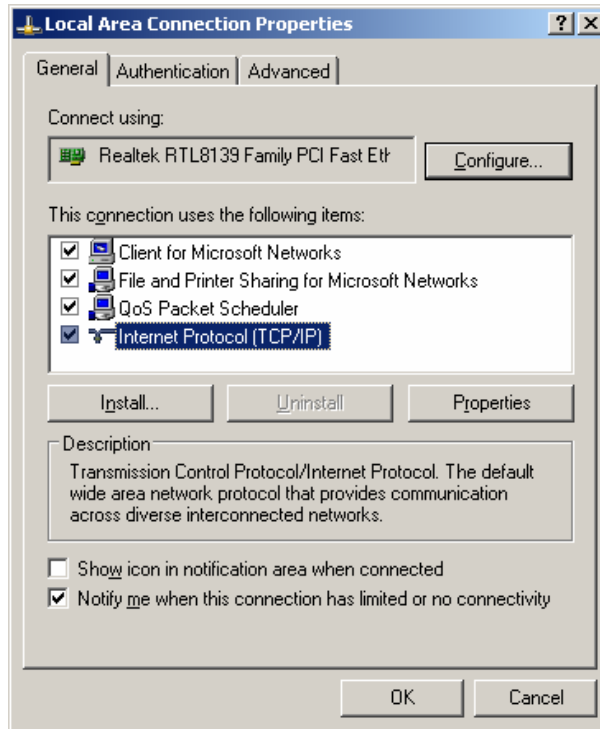 Local Area Connection Properties
General Authentication Advanced
Connect using:
Realtek RTL8139 Family PCI Fast Eth
Configure...
This connection uses the following items:
Client for Microsoft Networks
File and Printer Sharing for Microsoft Networks
QoS Packet Scheduler
Internet Protocol (TCP/IP)
Install... Uninstall Properties
Description
Transmission Control Protocol/Internet Protocol. The default
wide area network protocol that provides communication
across diverse interconnected networks.
Show icon in notification area when connected
Notify me when this connection has limited or no connectivity
OK Cancel